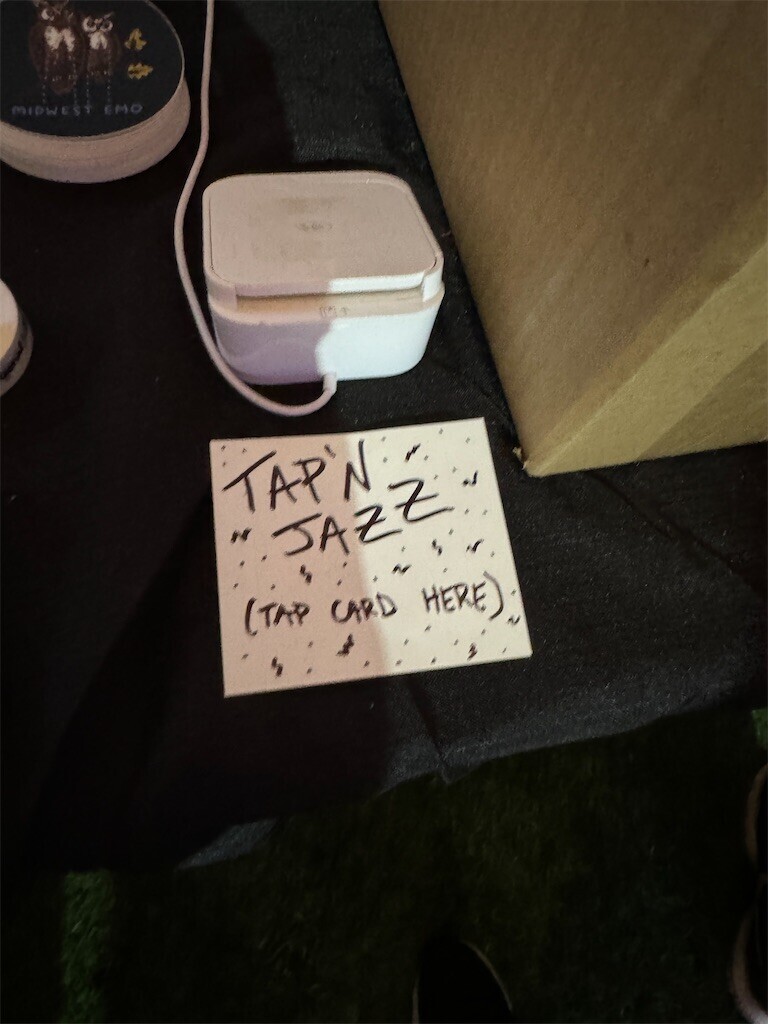 MIDWEST EMO
TAP'N
JAZZ
(TAP CARD HERE)